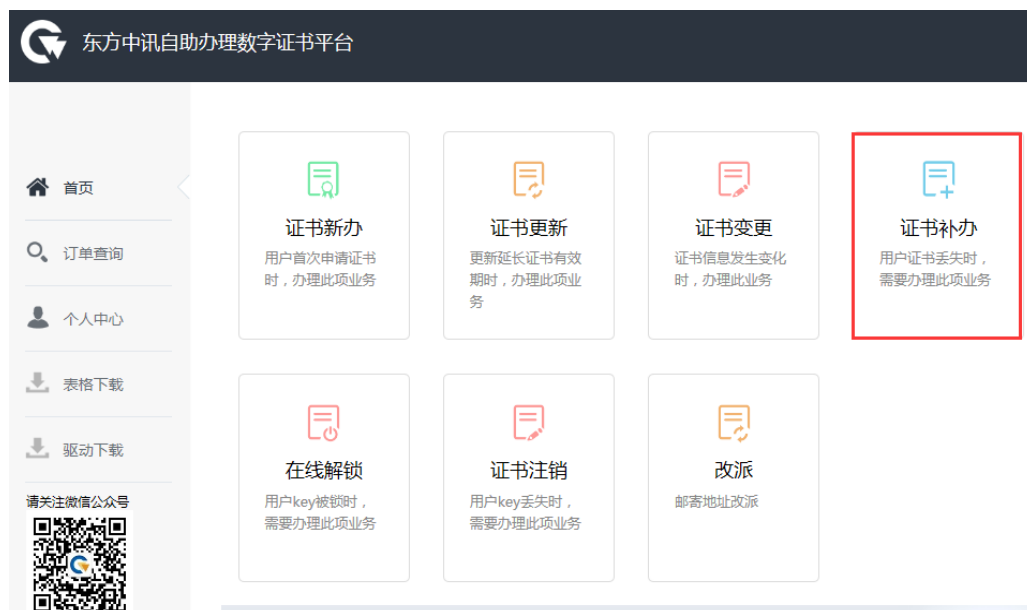 东方中讯自助办理数字证书平台
首页
订单查询
个人中心
表格下载
驱动下载
请关注微信公众号
证书新办
用户首次申请证书
时，办理此项业务
证书更新
更新延长证书有效
期时，办理此项业
务
证书变更
证书信息发生变化
时，办理此业务
证书补办
用户证书丢失时，
需要办理此项业务
在线解锁
用户key被锁时，
需要办理此项业务
证书注销
用户key丢失时，
需要办理此项业务
改派
邮寄地址改派